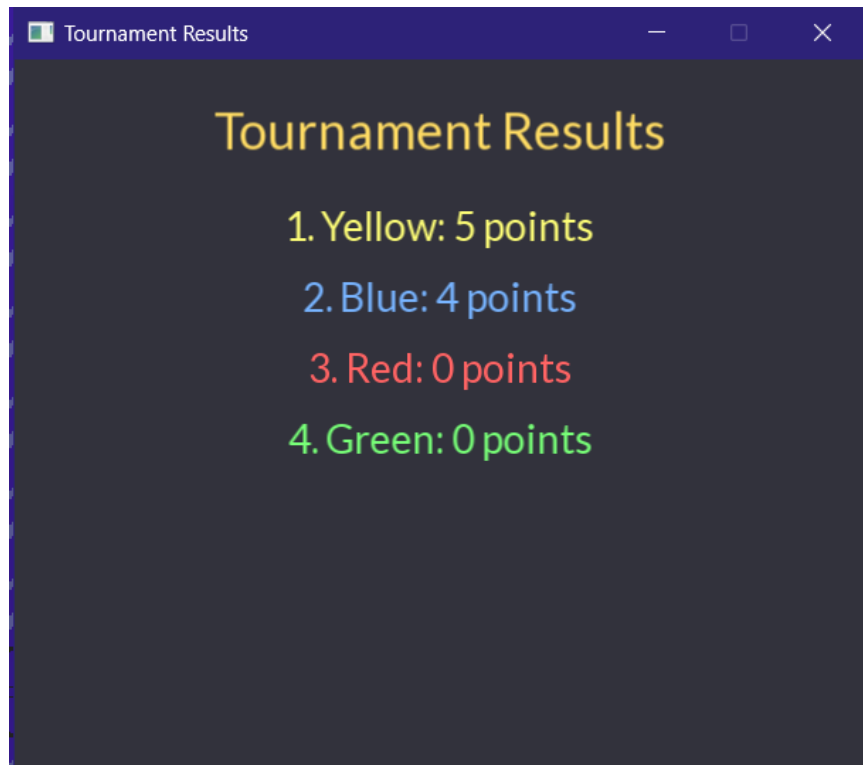 Tournament Results
Tournament Results
1. Yellow: 5 points
2. Blue: 4 points
3. Red: 0 points
4. Green: 0 points